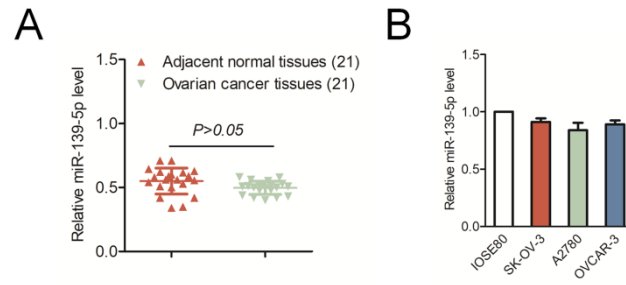 A
Relative miR-139-5p level
1.5
1.0
0.5
0.0
Adjacent normal tissues (21)
Ovarian cancer tissues (21)
P>0.05
B
Relative miR-139-5p level
1.5
1.0
0.5
0.0
IOSE80
SK-OV-3
A2780
OVCAR-3